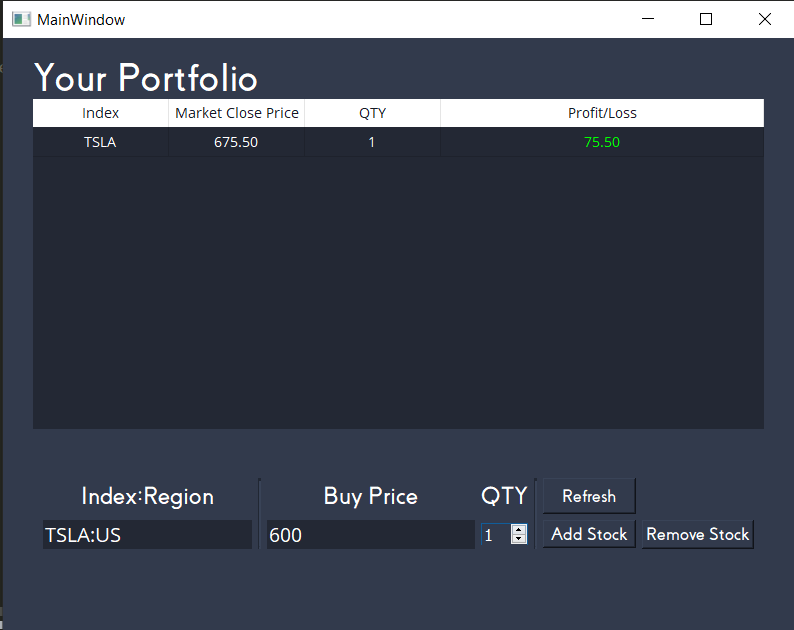 MainWindow
Your Portfolio
Index Market Close Price QTY Profit/Loss
TSLA 675.50 1 75.50
Index:Region Buy Price QTY Refresh
TSLA:US 600 1 Add Stock Remove Stock